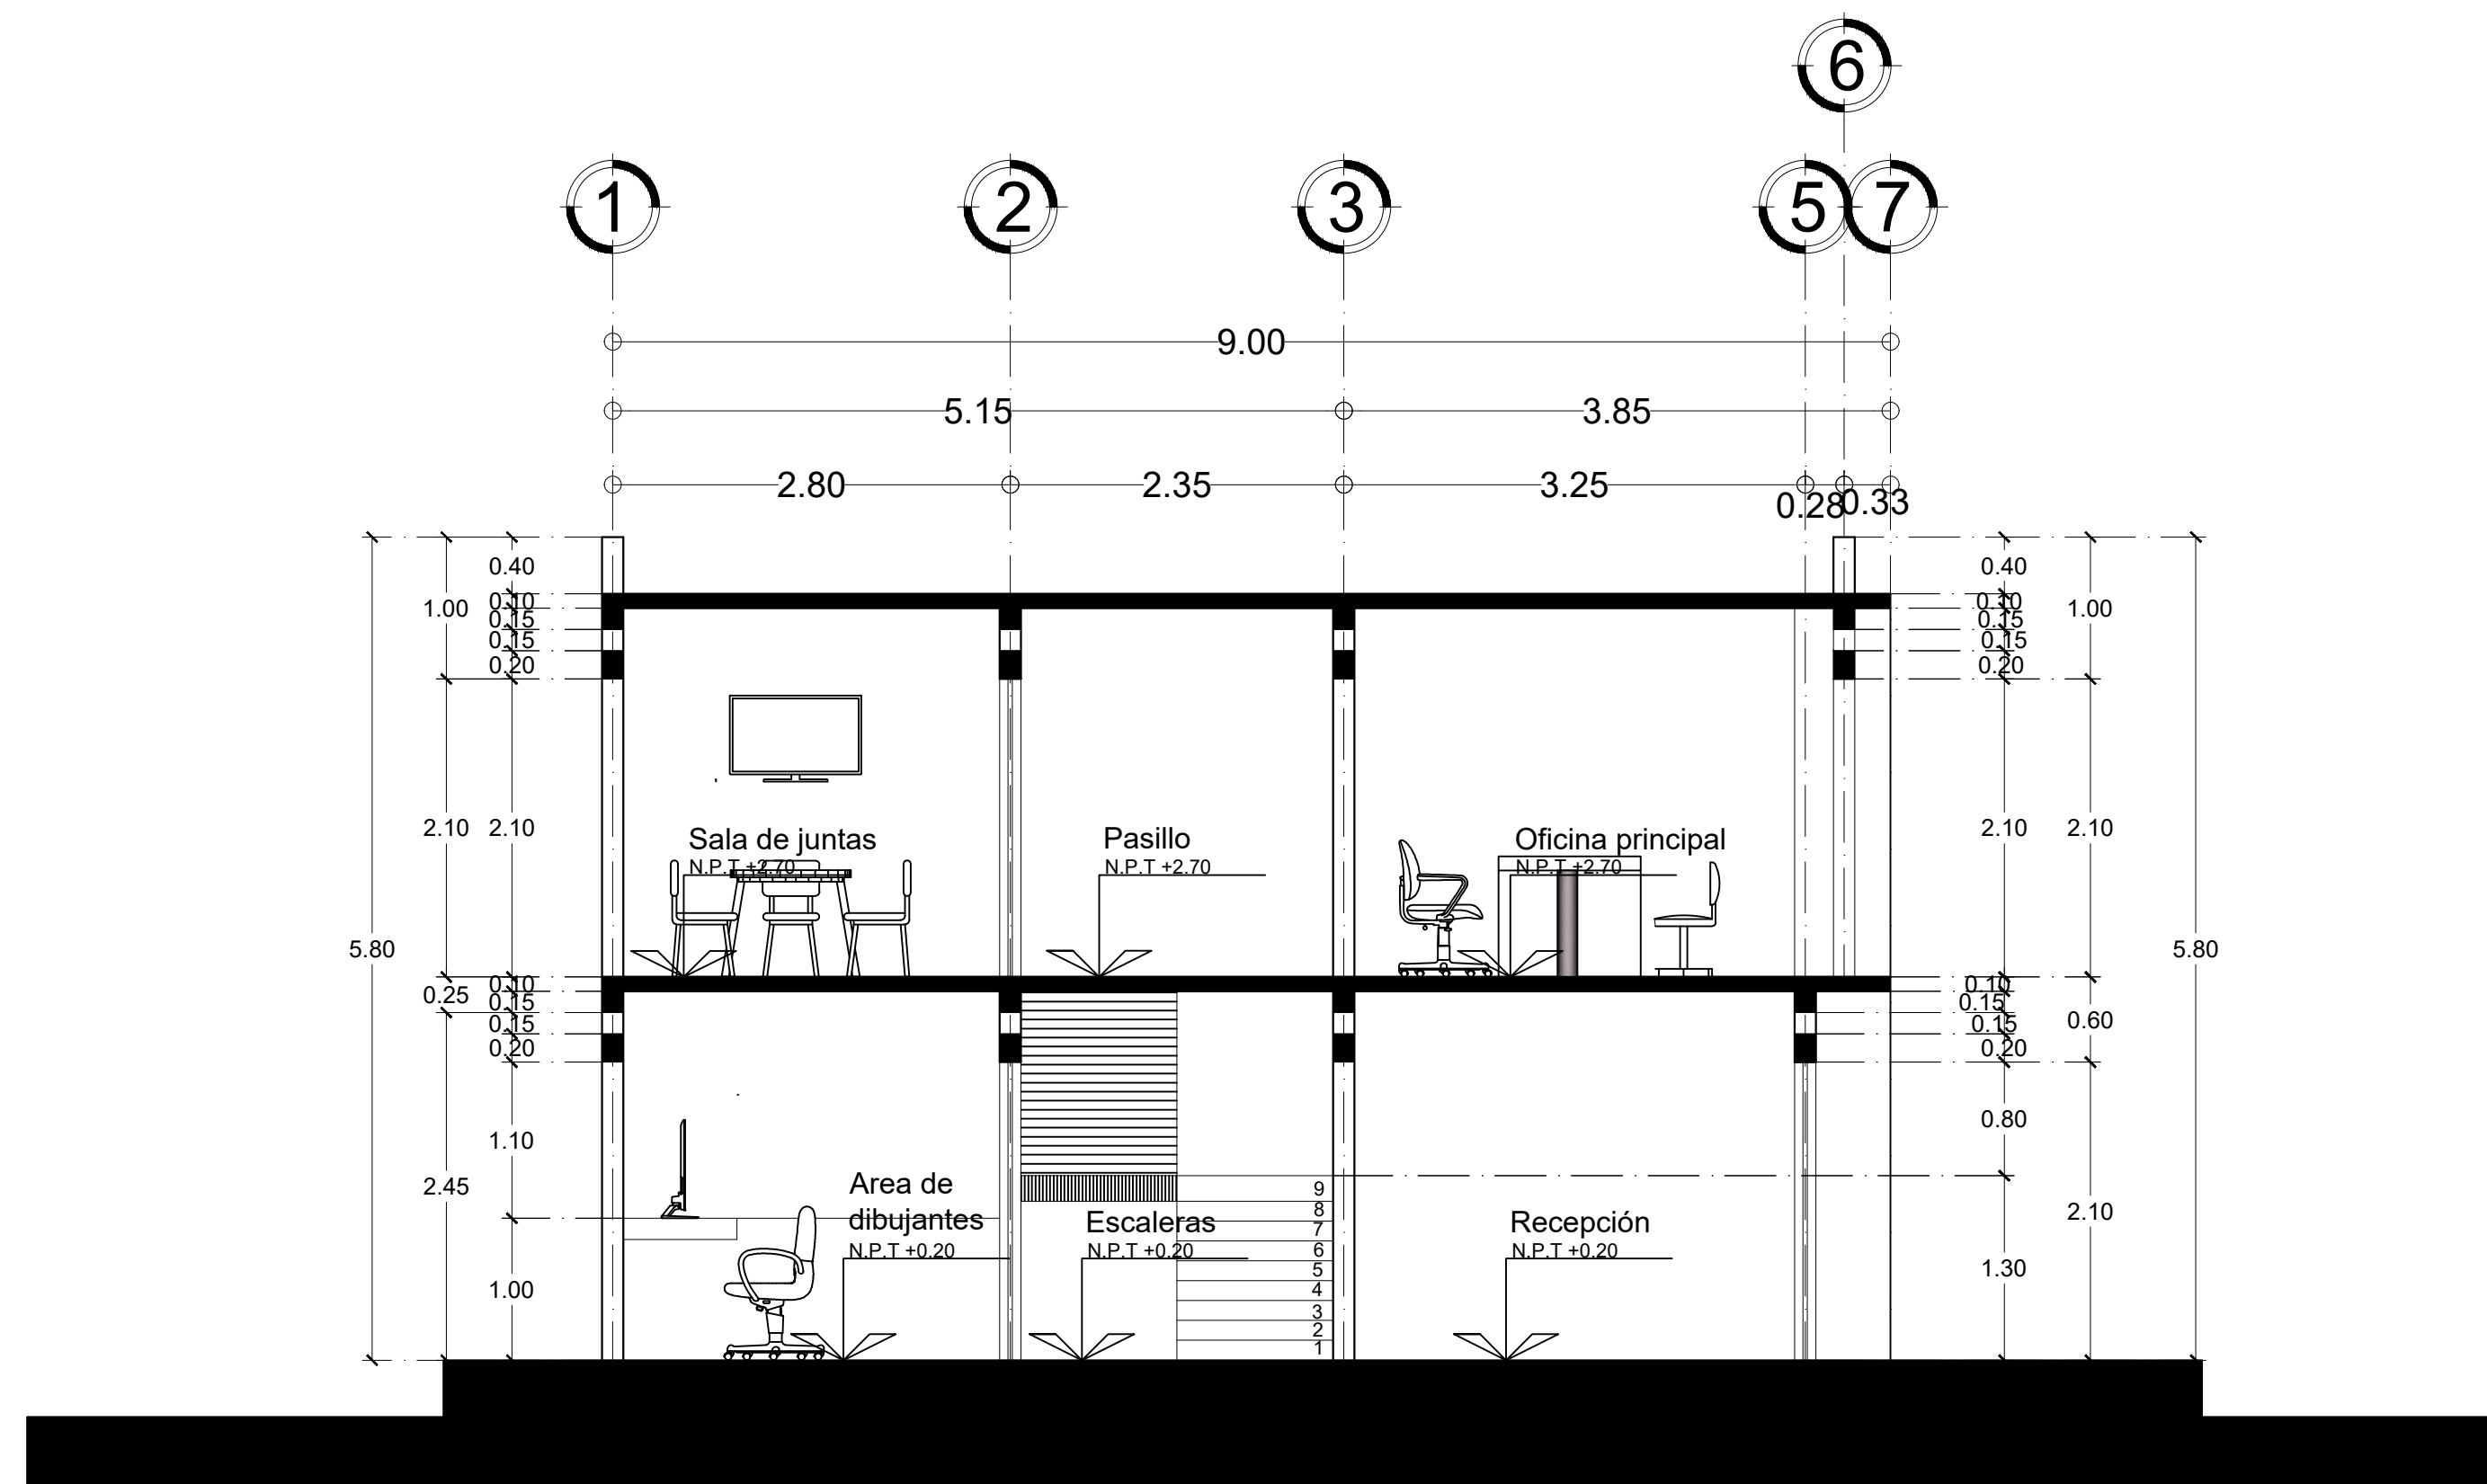 6
1 2 3 5 7
9.00
5.15 3.85
2.80 2.35 3.25
0.28 0.33
0.40 0.40
0.10 0.10
1.00 1.00
0.15 0.15
0.15 0.15
0.20 0.20
2.10 2.10 2.10 2.10
Sala de juntas Pasillo Oficina principal
N.P.T +2.70 N.P.T +2.70 N.P.T +2.70
5.80 5.80
0.10 0.10
0.25 0.15 0.15
0.15 0.15 0.60
0.20 0.20
1.10 0.80
2.45
Area de
dibujantes Escaleras Recepción
N.P.T +0.20 N.P.T +0.20 N.P.T +0.20
2.10
1.00 1.30
9
8
7
6
5
4
3
2
1